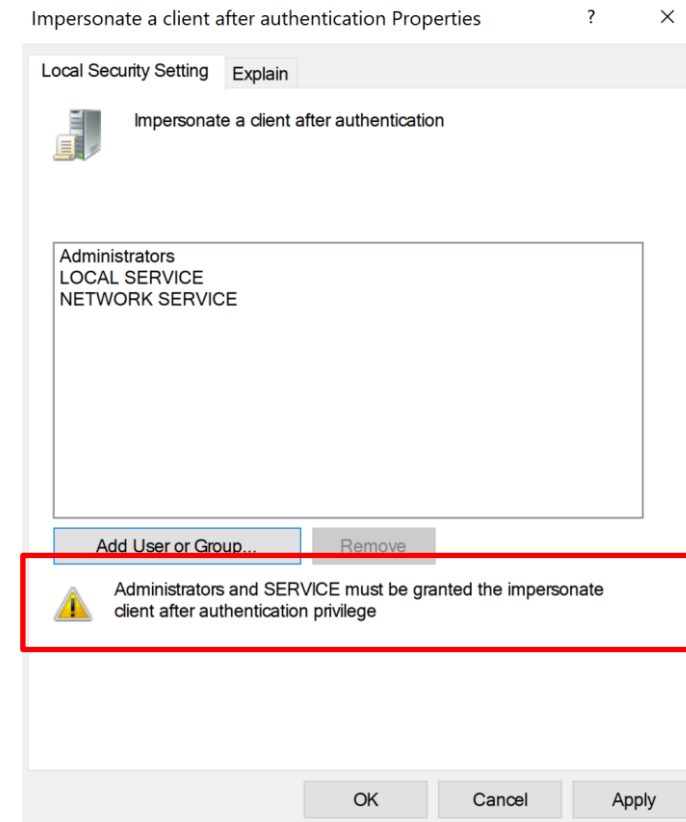 Impersonate a client after authentication Properties ? ×
Local Security Setting Explain
Impersonate a client after authentication
Administrators
LOCAL SERVICE
NETWORK SERVICE
Add User or Group... Remove
Administrators and SERVICE must be granted the impersonate
client after authentication privilege
OK Cancel Apply